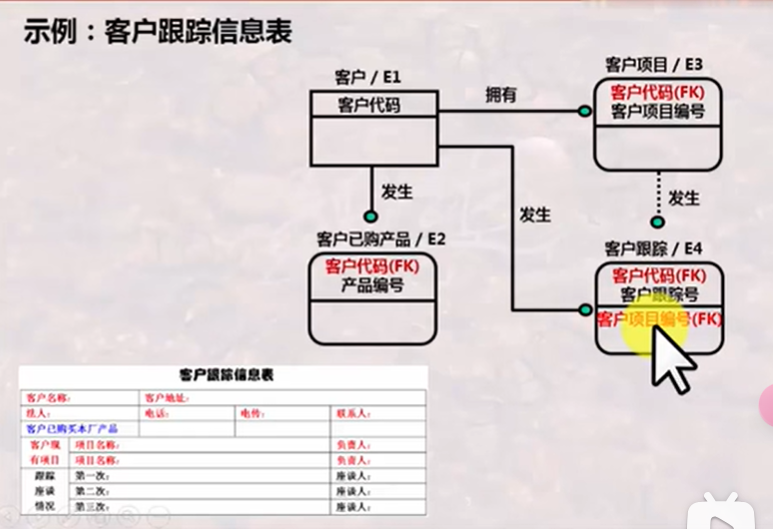 示例：客户跟踪信息表
客户项目 / E3
客户 / E1
客户代码(FK)
客户代码
拥有
客户项目编号
发生
发生
发生
客户已购产品 / E2
客户跟踪 / E4
客户代码(FK)
客户代码(FK)
产品编号
客户跟踪号
客户项目编号(FK)
客户跟踪信息表
客户名称： 客户地址：
电话： 电传： 联系人：
客户已购买本厂产品
客户现 项目名称： 负责人：
有项目 项目名称： 负责人：
跟踪 第一次： 座谈人：
座谈 第二次： 座谈人：
情况 第三次： 座谈人：